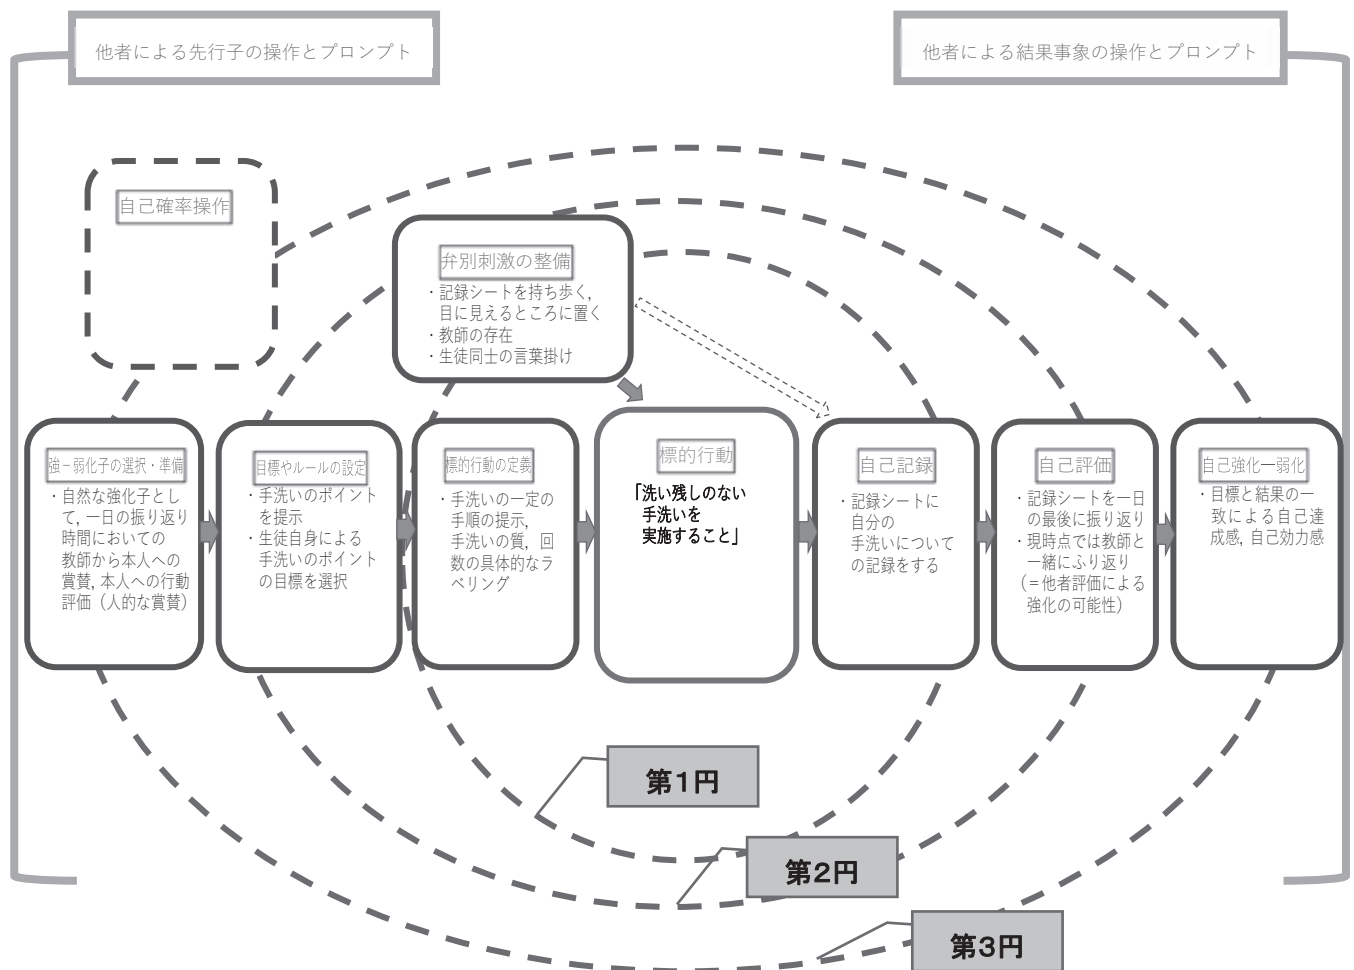 他者による先行子の操作とプロンプト
他者による結果事象の操作とプロンプト
自己確率操作
弁別刺激の整備
・記録シートを持ち歩く，
目に見えるところに置く
・教師の存在
・生徒同士の言葉掛け
強－弱化子の選択・準備
・自然な強化子とし
て，一日の振り返り
時間においての
教師から本人への
賞賛，本人への行動
評価（人的な賞賛）
目標やルールの設定
・手洗いのポイント
を提示
・生徒自身による
手洗いのポイント
の目標を選択
標的行動の定義
・手洗いの一定の
手順の提示，
手洗いの質，回
数の具体的なラ
ベリング
標的行動
「洗い残しのない
手洗いを
実施すること」
自己記録
・記録シートに
自分の
手洗いについて
の記録をする
自己評価
・記録シートを一日
の最後に振り返り
・現時点では教師と
一緒にふり返り
（＝他者評価による
強化の可能性）
自己強化―弱化
・目標と結果の一
致による自己達
成感，自己効力感
第１円
第２円
第３円